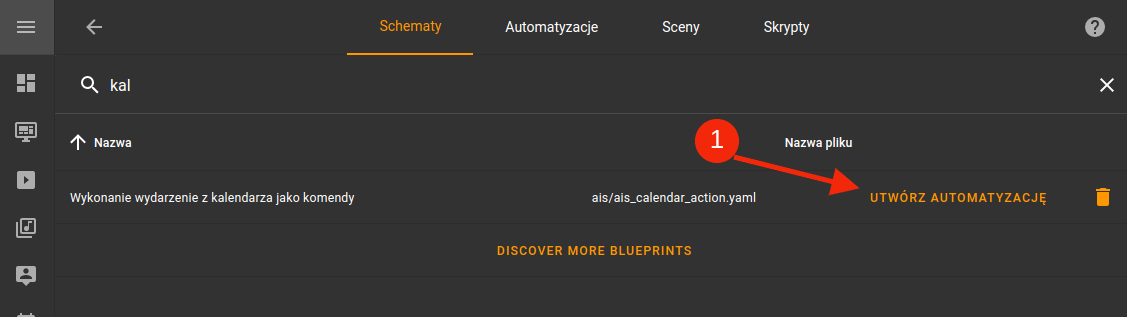 Schematy Automatyzacje Sceny Skrypty
kal
Nazwa Nazwa pliku
1
Wykonanie wydarzenie z kalendarza jako komendy ais/ais_calendar_action.yaml UTWÓRZ AUTOMATYZACJĘ
DISCOVER MORE BLUEPRINTS